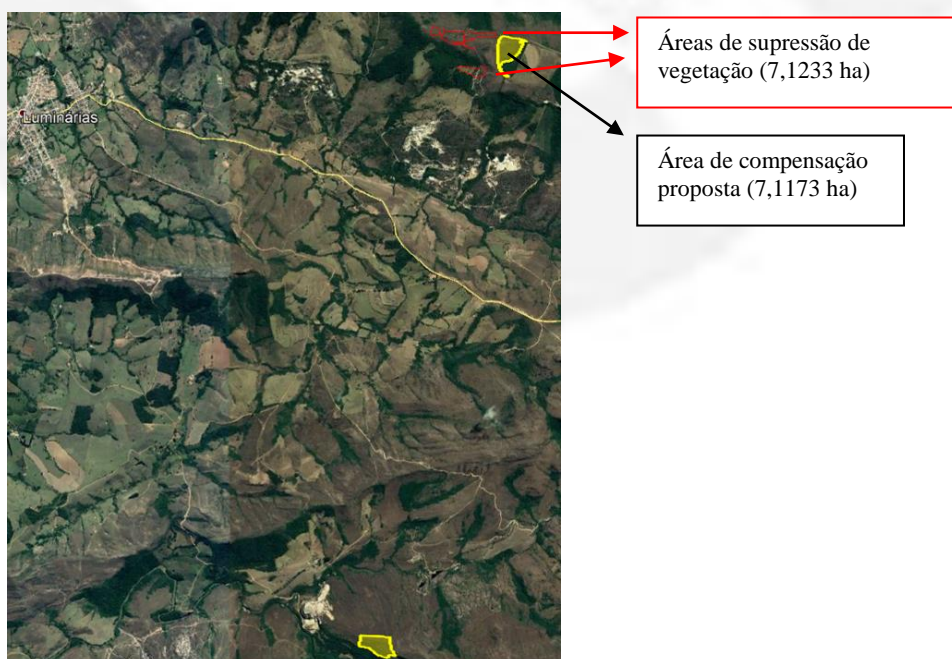 Áreas de supressão de
vegetação (7,1233 ha)
Luminárias
Área de compensação
proposta (7,1173 ha)